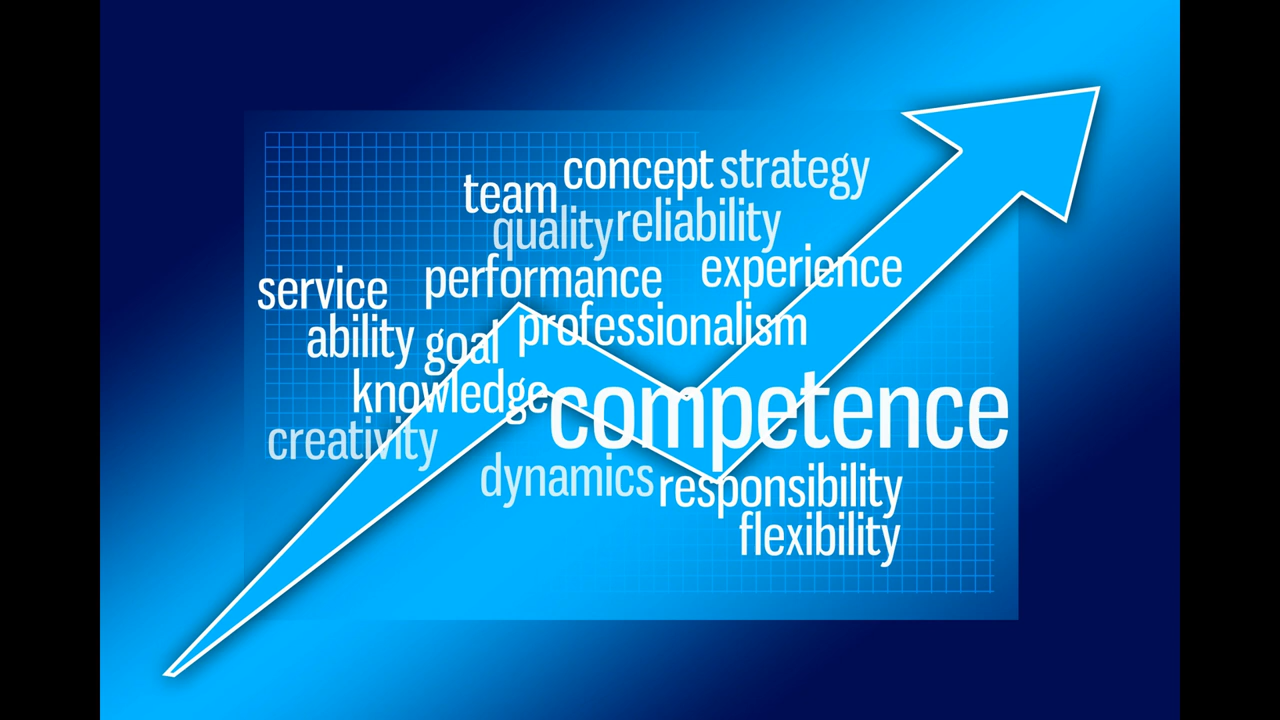 concept strategy
team
quality reliability
performance experience
service
professionalism
ability goal
knowledge
competence
creativity
dynamics responsibility
flexibility